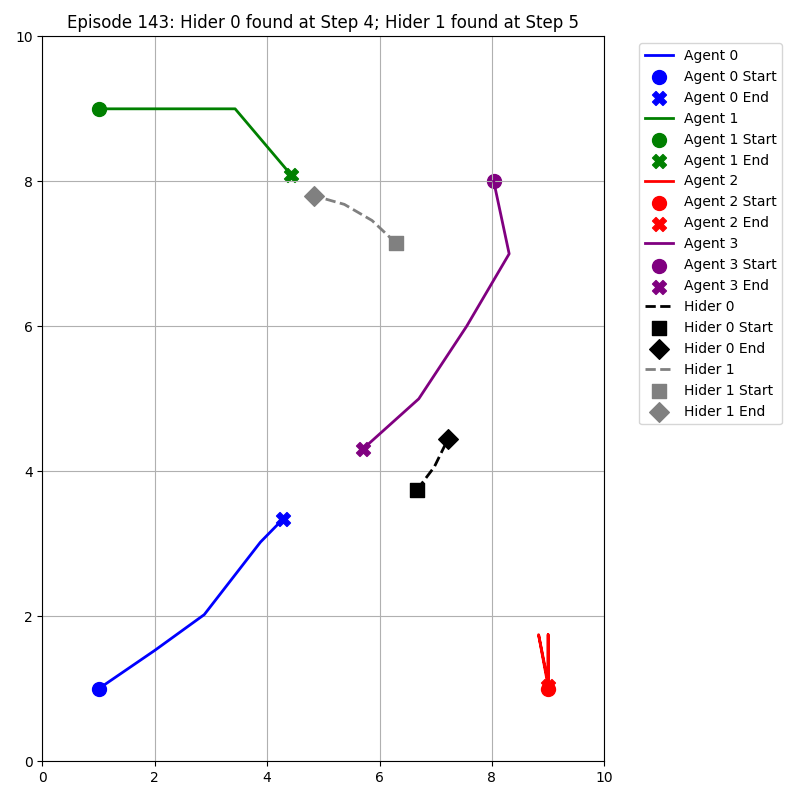 Episode 143: Hider 0 found at Step 4; Hider 1 found at Step 5
10
8
6
4
2
0
0 2 4 6 8 10
Agent 0
Agent 0 Start
Agent 0 End
Agent 1
Agent 1 Start
Agent 1 End
Agent 2
Agent 2 Start
Agent 2 End
Agent 3
Agent 3 Start
Agent 3 End
Hider 0
Hider 0 Start
Hider 0 End
Hider 1
Hider 1 Start
Hider 1 End